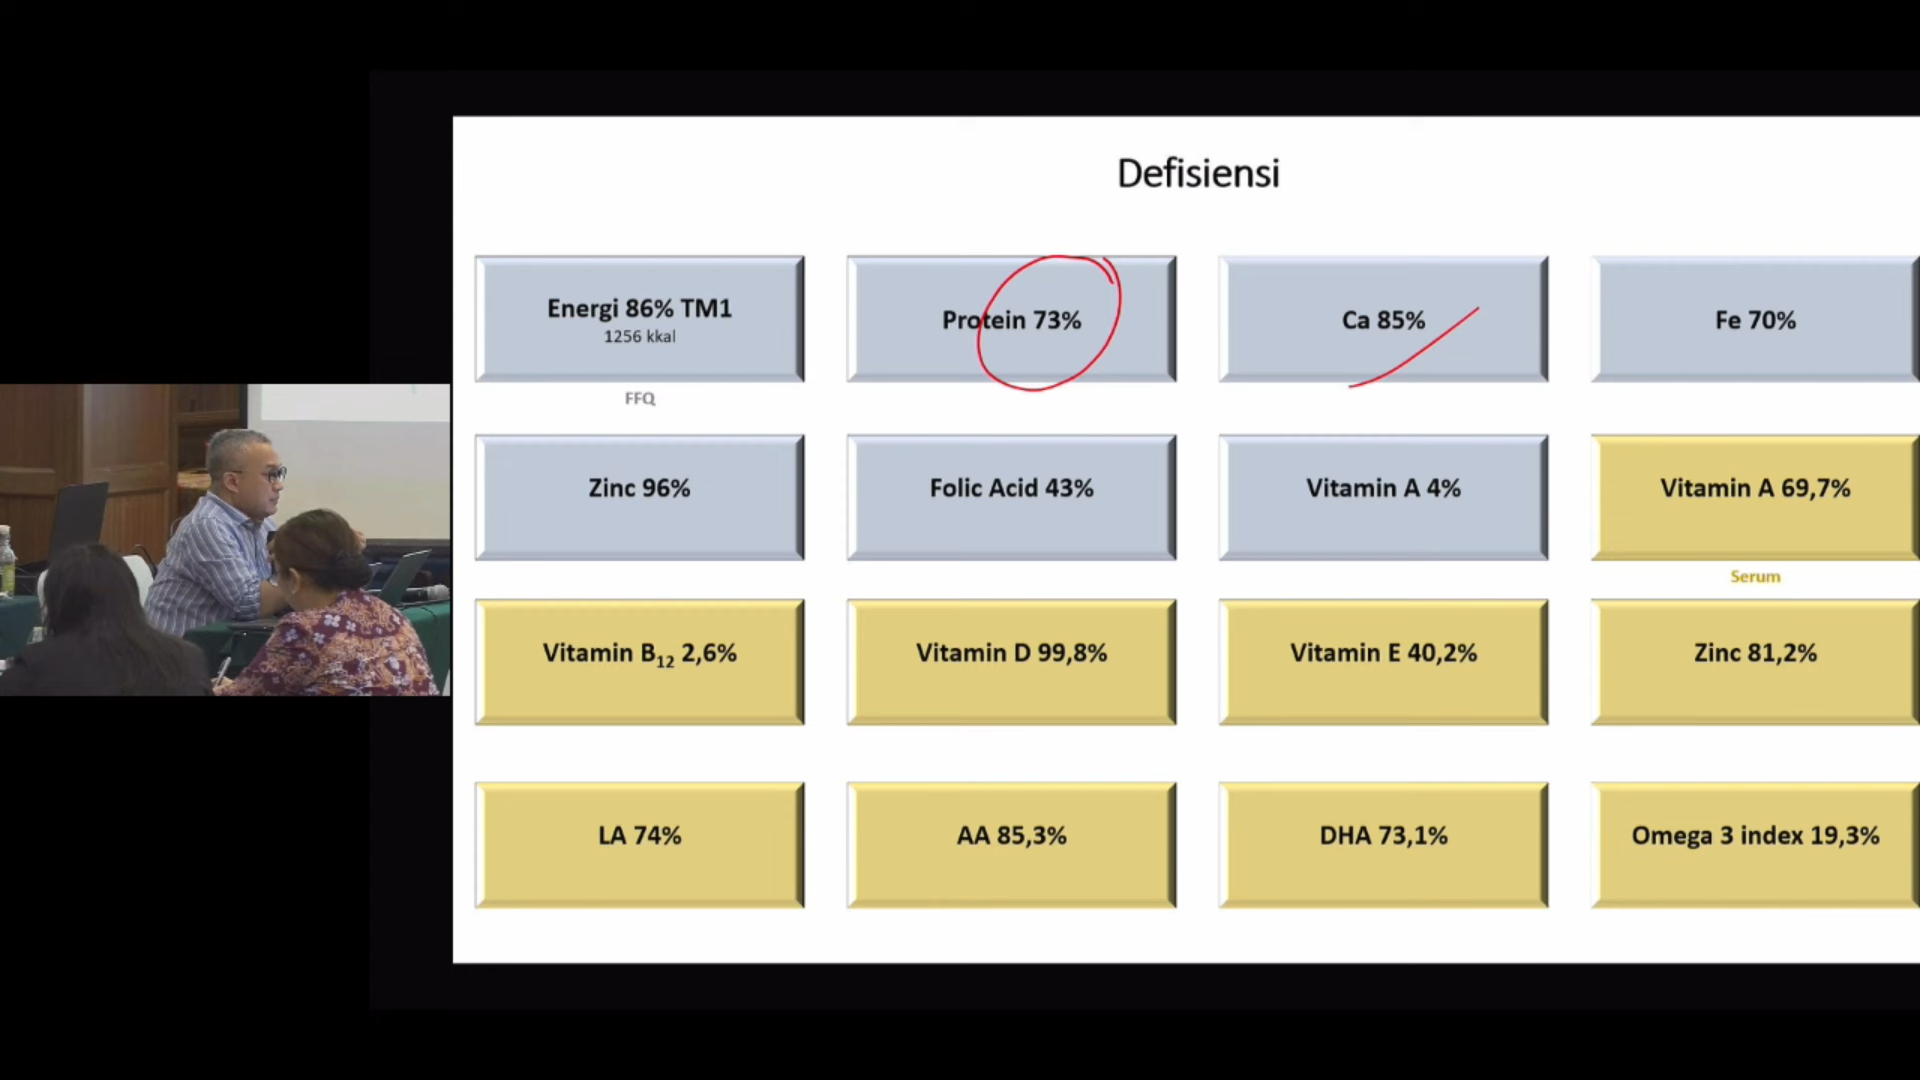 Defisiensi
Energi 86% TM1
1256 kkal
Protein 73%
Ca 85%
Fe 70%
FFQ
Zinc 96%
Folic Acid 43%
Vitamin A 4%
Vitamin A 69,7%
Serum
Vitamin B₁₂ 2,6%
Vitamin D 99,8%
Vitamin E 40,2%
Zinc 81,2%
LA 74%
AA 85,3%
DHA 73,1%
Omega 3 index 19,3%